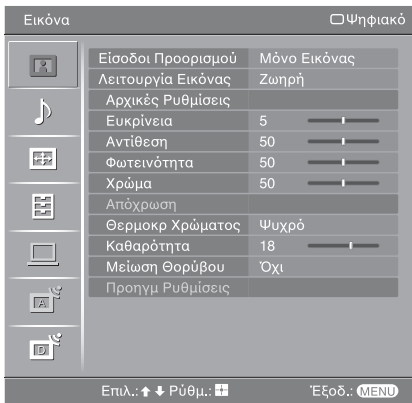 Εικόνα Ψηφιακό
Είσοδοι Προορισμού Μόνο Εικόνας
Λειτουργία Εικόνας Ζωηρή
Αρχικές Ρυθμίσεις
Ευκρίνεια 5
Αντίθεση 50
Φωτεινότητα 50
Χρώμα 50
Απόχρωση
Θερμοκρ Χρώματος Ψυχρό
Καθαρότητα 18
Μείωση Θορύβου Όχι
Προηγμ Ρυθμίσεις
A
D
Επιλ.: Ρύθμ.: Έξοδ.: MENU